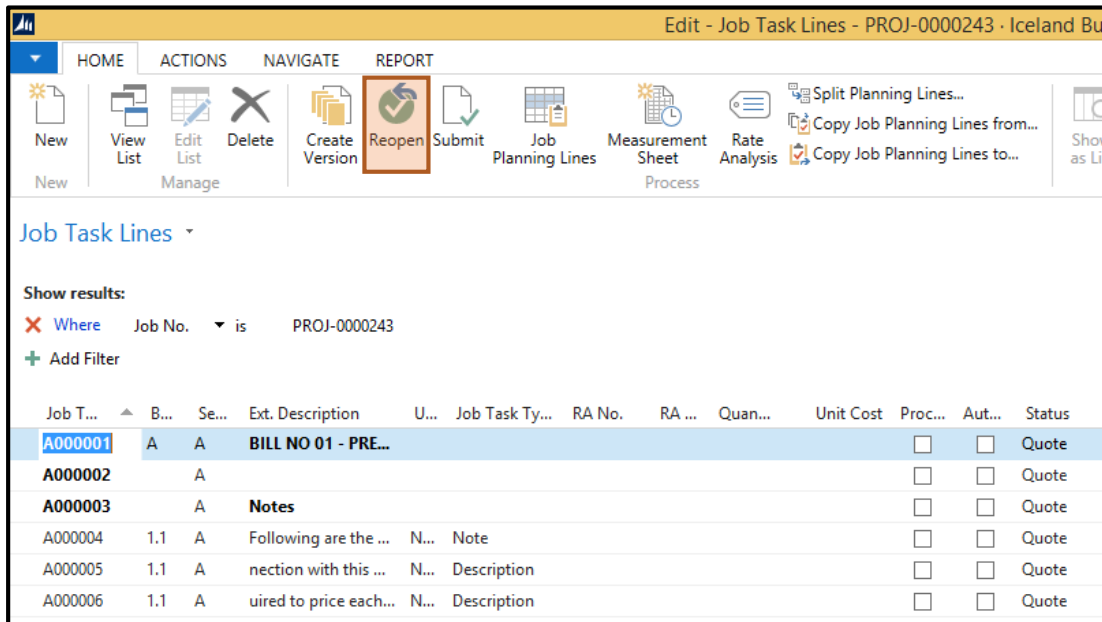 Edit - Job Task Lines - PROJ-0000243 · Iceland Bu
HOME ACTIONS NAVIGATE REPORT
New
View List
Edit List
Delete
Create Version
Reopen
Submit
Job Planning Lines
Measurement Sheet
Rate Analysis
Split Planning Lines...
Copy Job Planning Lines from...
Copy Job Planning Lines to...
Show
as Li
New Manage Process
Job Task Lines
Show results:
Where Job No. is PROJ-0000243
Add Filter
Job T... B... Se... Ext. Description U... Job Task Ty... RA No. RA ... Quan... Unit Cost Proc... Aut... Status
A000001 A A BILL NO 01 - PRE... Quote
A000002 A Quote
A000003 A Notes Quote
A000004 1.1 A Following are the ... N... Note Quote
A000005 1.1 A nection with this ... N... Description Quote
A000006 1.1 A uired to price each... N... Description Quote